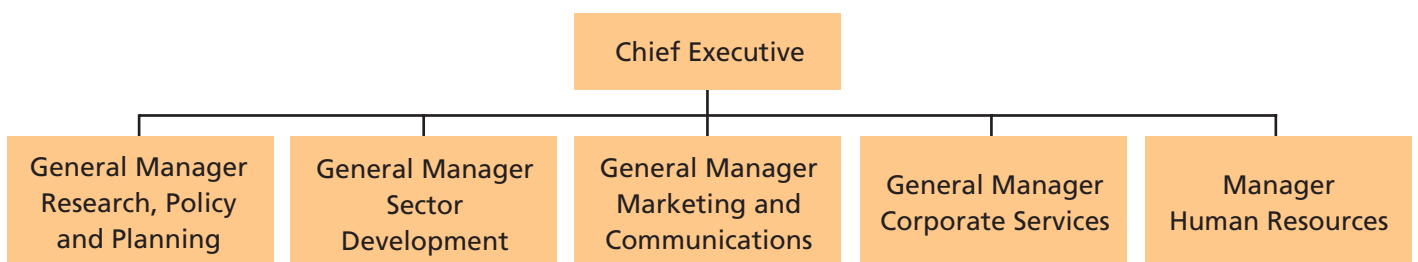 Chief Executive
General Manager
Research, Policy
and Planning
General Manager
Sector
Development
General Manager
Marketing and
Communications
General Manager
Corporate Services
Manager
Human Resources